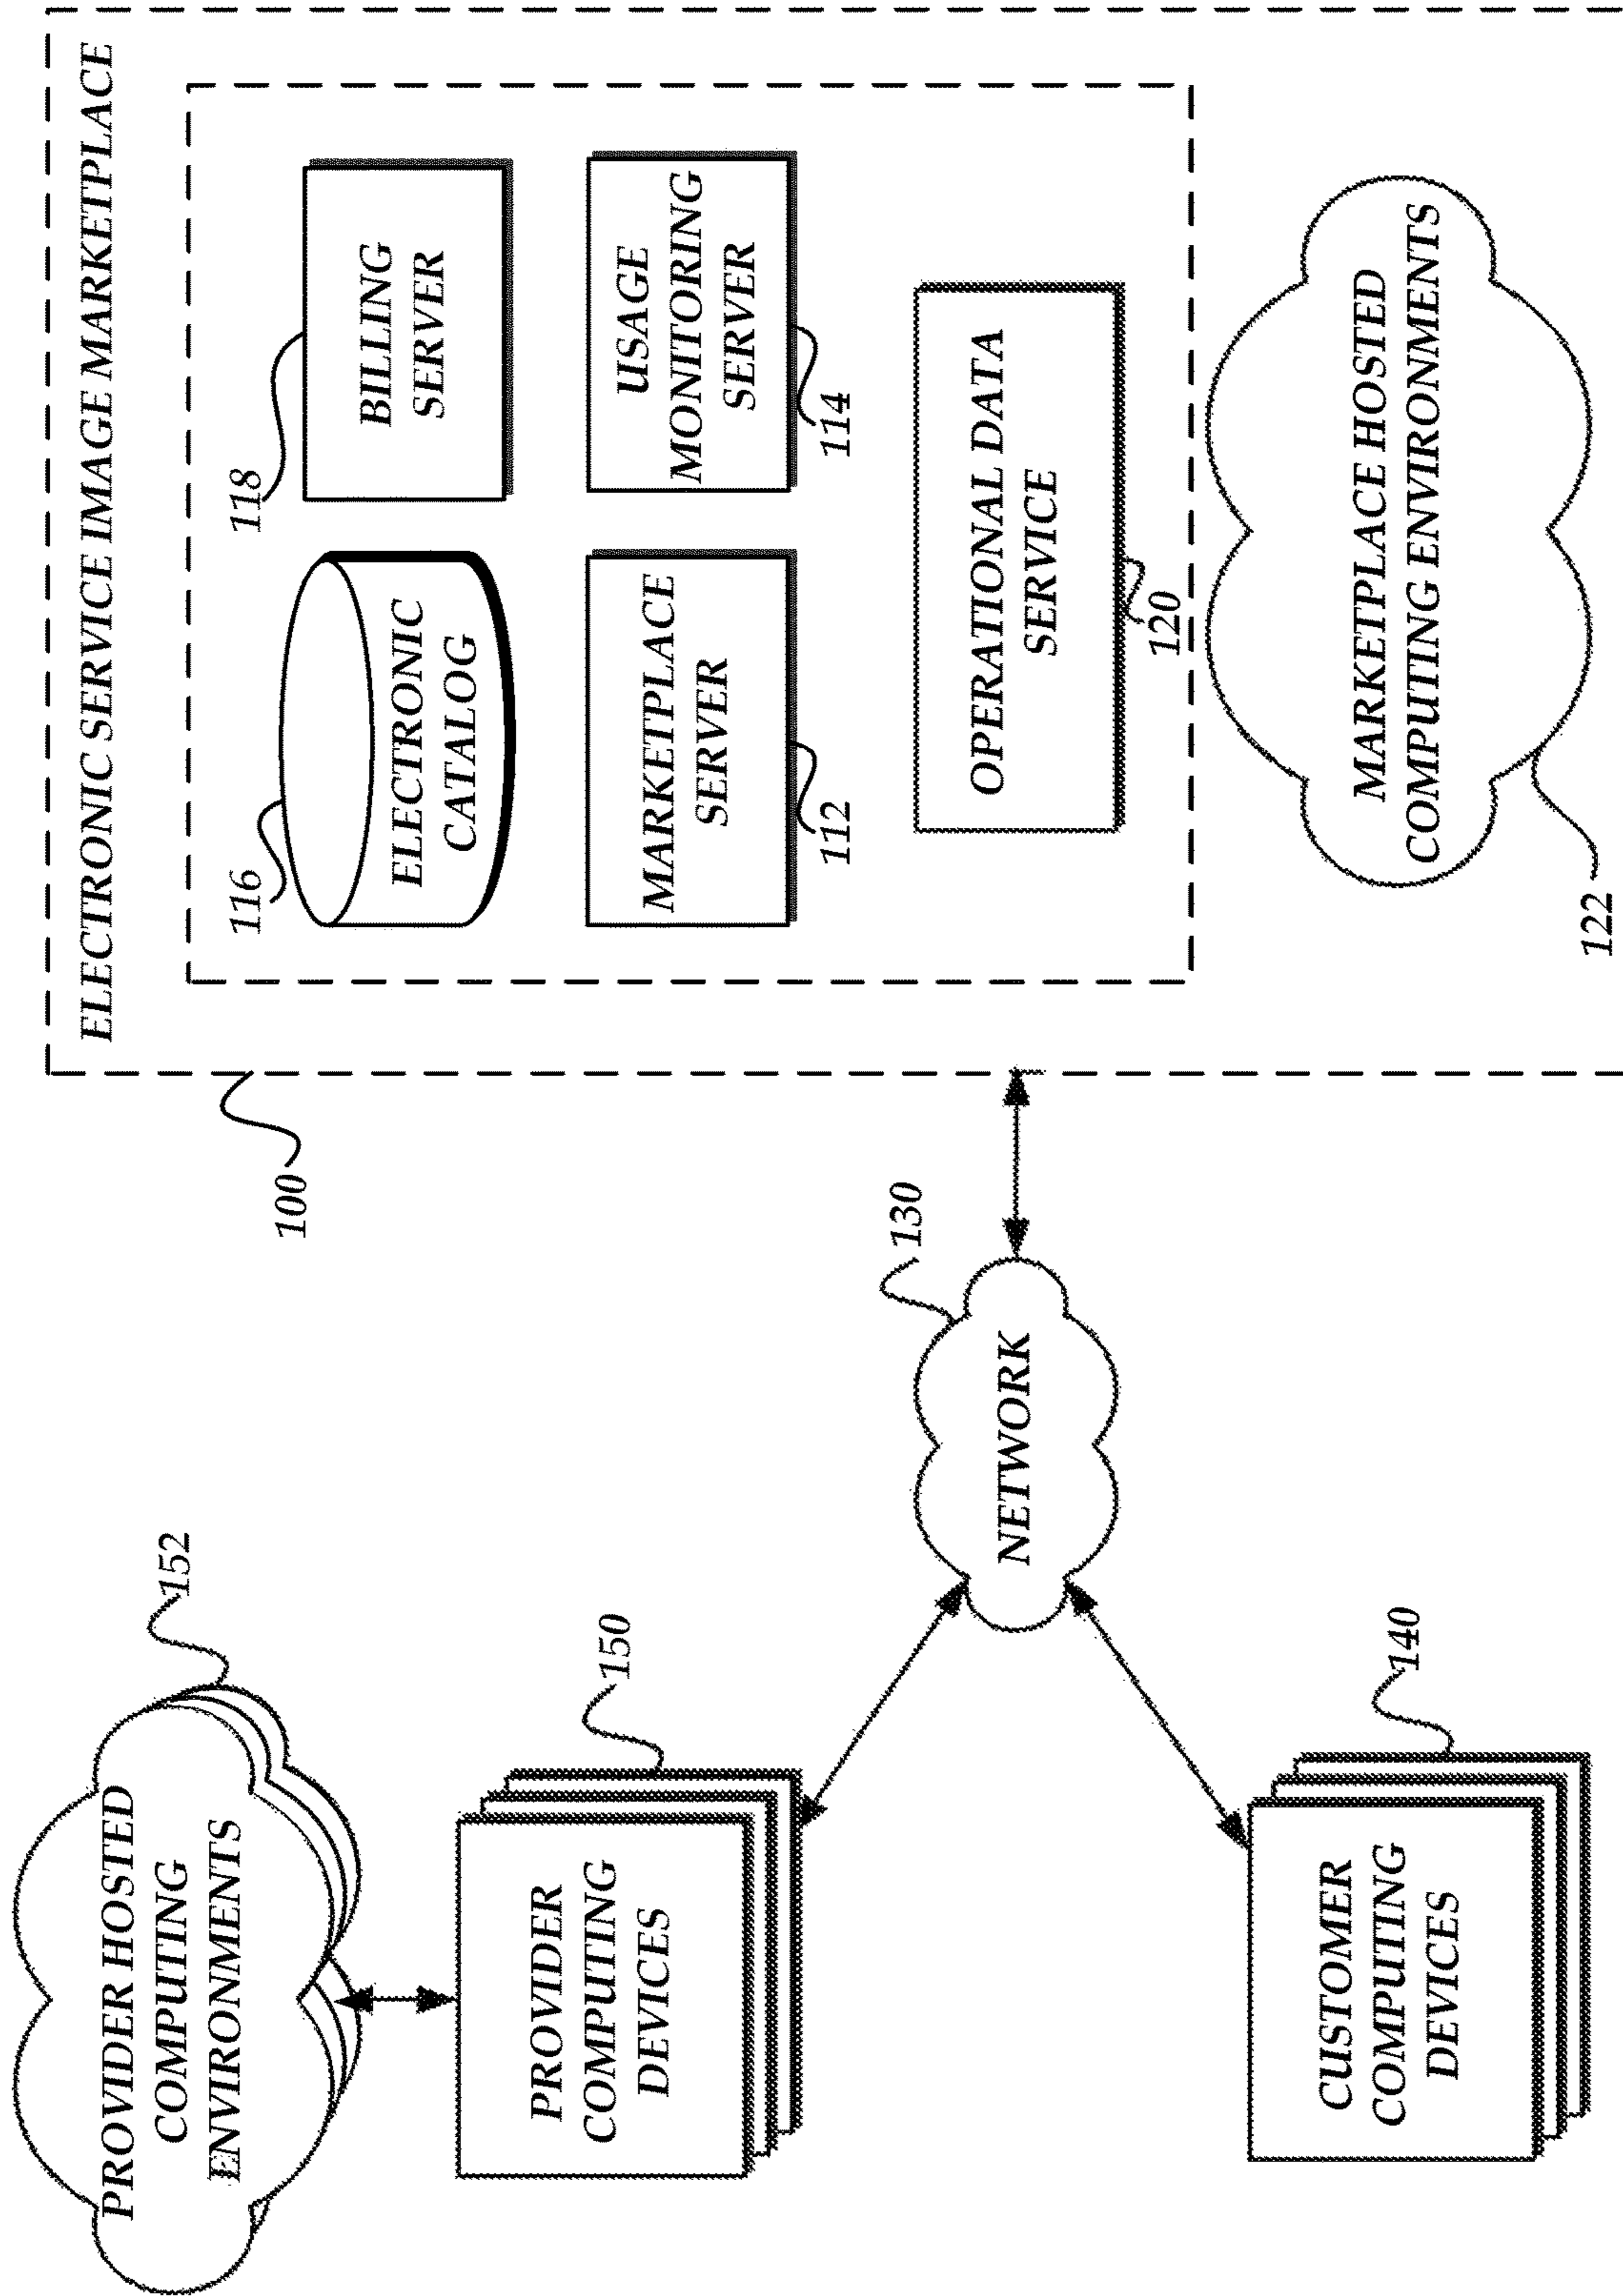 PROVIDER HOSTED
COMPUTING
ENVIRONMENTS
152
PROVIDER
COMPUTING
DEVICES
150
CUSTOMER
COMPUTING
DEVICES
140
NETWORK
130
100
ELECTRONIC SERVICE IMAGE MARKETPLACE
116
ELECTRONIC
CATALOG
118
BILLING
SERVER
MARKETPLACE
SERVER
112
USAGE
MONITORING
SERVER
114
OPERATIONAL DATA
SERVICE
120
MARKETPLACE HOSTED
COMPUTING ENVIRONMENTS
122